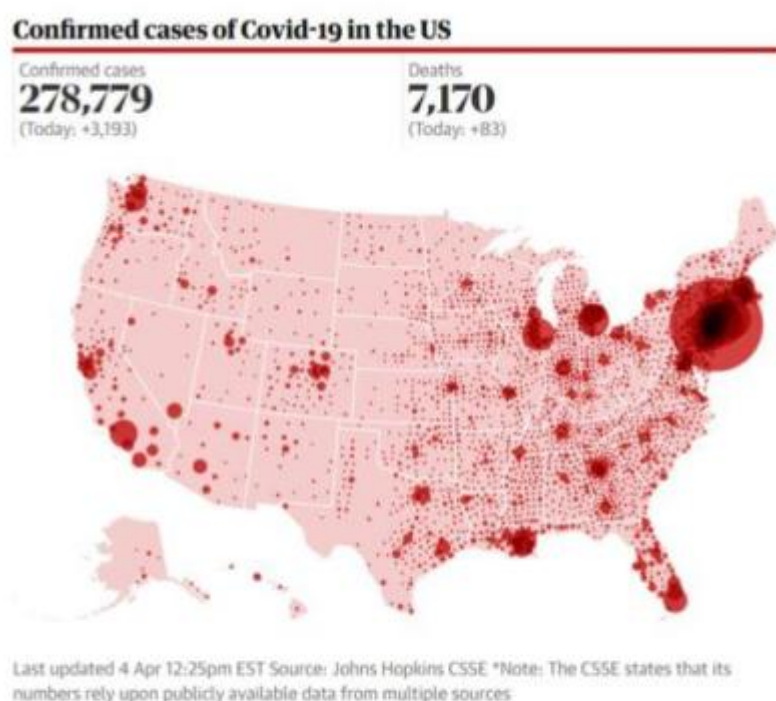 Confirmed cases of Covid-19 in the US
Confirmed cases
278,779
(Today: +3,193)
Deaths
7,170
(Today: +83)
Last updated 4 Apr 12:25pm EST Source: Johns Hopkins CSSE *Note: The CSSE states that its
numbers rely upon publicly available data from multiple sources